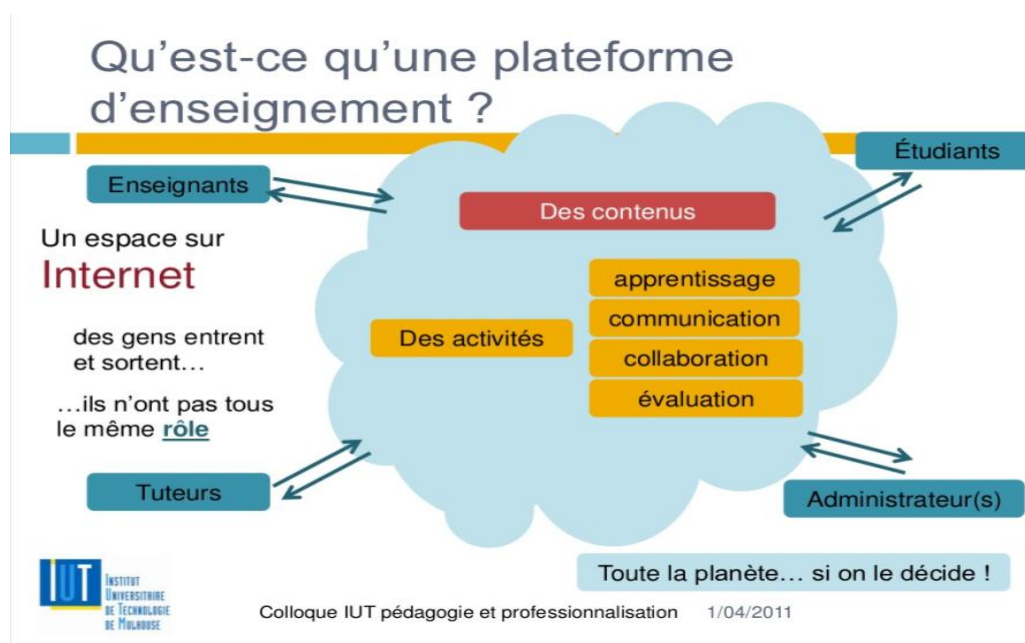 Qu’est-ce qu’une plateforme
d’enseignement ?
Étudiants
Enseignants
Des contenus
Un espace sur
Internet
apprentissage
communication
Des activités
collaboration
évaluation
des gens entrent
et sortent…
…ils n’ont pas tous
le même rôle
Tuteurs
Administrateur(s)
Toute la planète… si on le décide !
IUT
INSTITUT
UNIVERSITAIRE
DE TECHNOLOGIE
DE MULHOUSE
Colloque IUT pédagogie et professionnalisation 1/04/2011